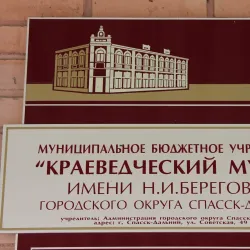 МУНИЦИПАЛЬНОЕ БЮДЖЕТНОЕ УЧР
"КРАЕВЕДЧЕСКИЙ МУ
ИМЕНИ Н.И.БЕРЕГОВ
ГОРОДСКОГО ОКРУГА СПАССК-Д
учредитель: Администрация городского округа Спасск-
адрес: г. Спасск-Дальний, ул. Советская, 49